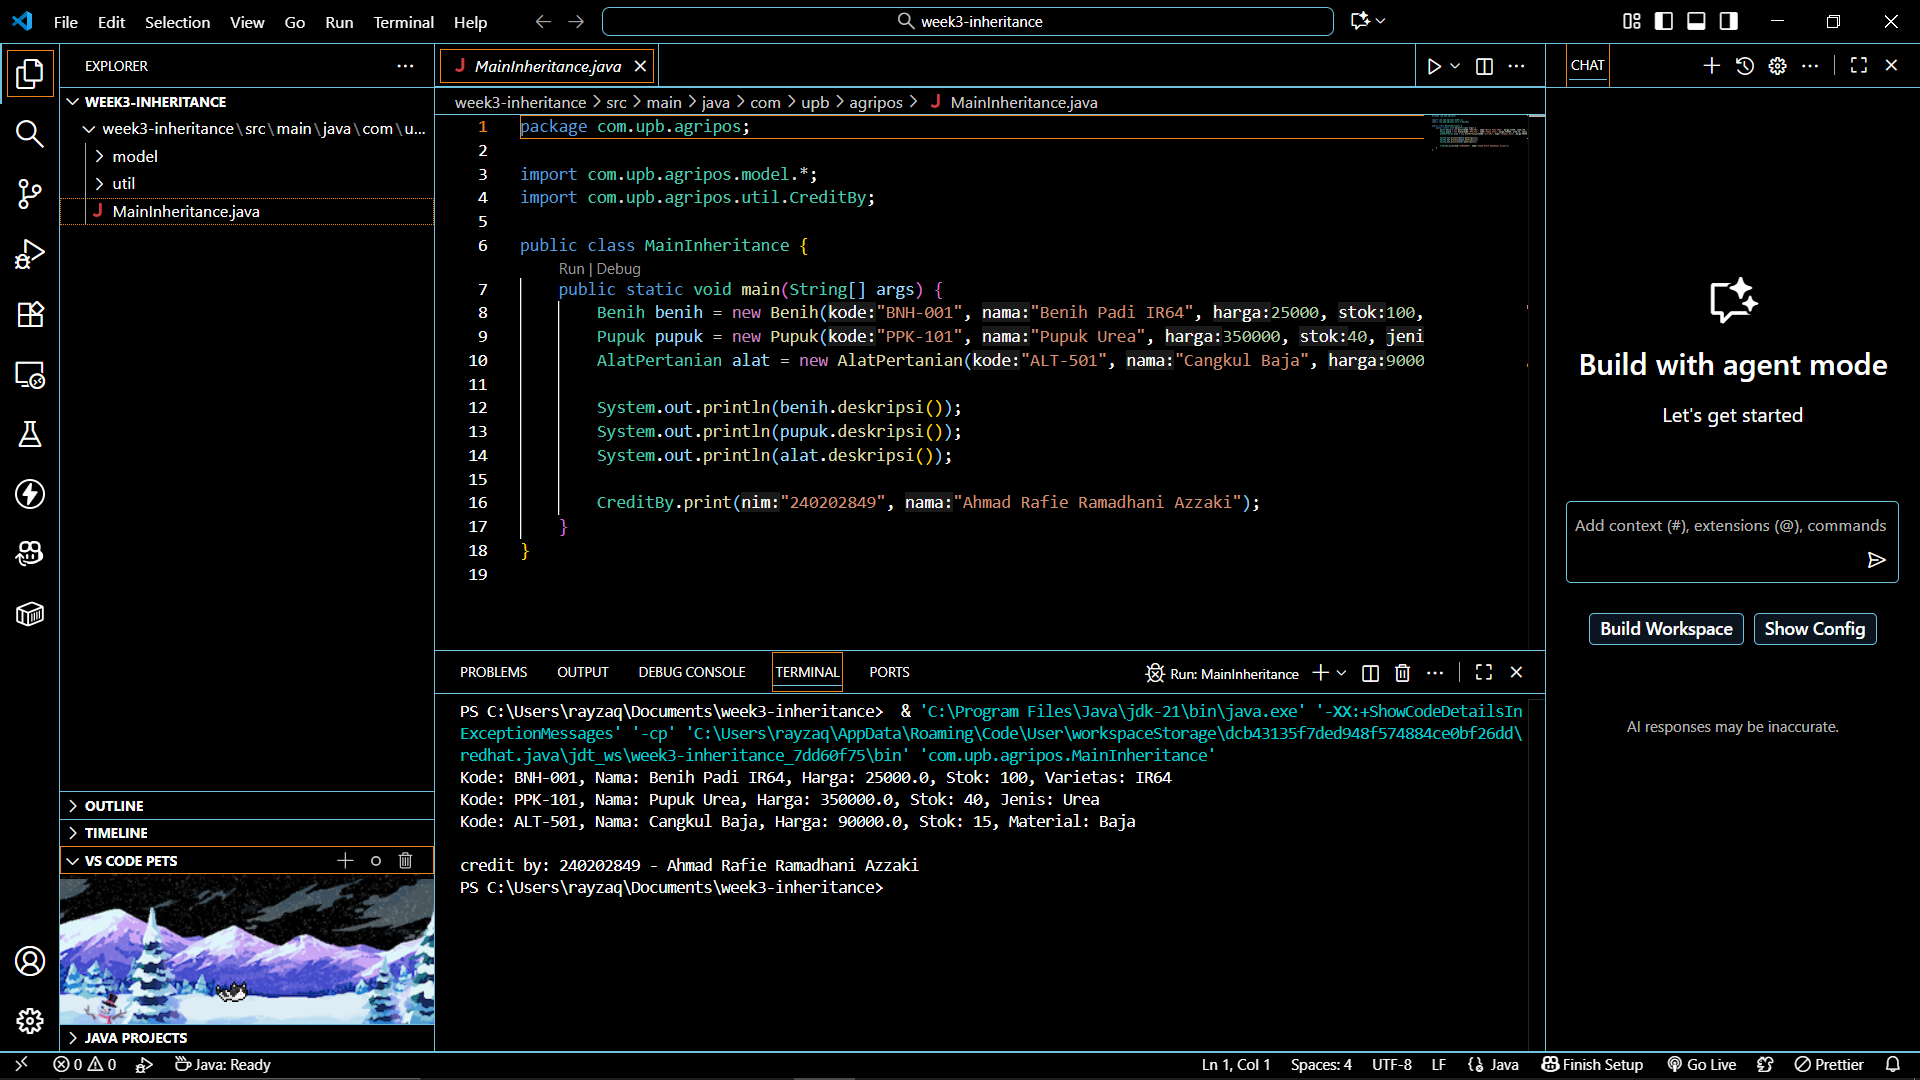 File Edit Selection View Go Run Terminal Help
week3-inheritance
EXPLORER
WEEK3-INHERITANCE
week3-inheritance\src\main\java\com\u...
model
util
J MainInheritance.java
OUTLINE
TIMELINE
VS CODE PETS
JAVA PROJECTS
J MainInheritance.java
week3-inheritance > src > main > java > com > upb > agripos > J MainInheritance.java
1 package com.upb.agripos;
2
3 import com.upb.agripos.model.*;
4 import com.upb.agripos.util.CreditBy;
5
6 public class MainInheritance {
Run | Debug
7 public static void main(String[] args) {
8 Benih benih = new Benih(kode:"BNH-001", nama:"Benih Padi IR64", harga:25000, stok:100,
9 Pupuk pupuk = new Pupuk(kode:"PPK-101", nama:"Pupuk Urea", harga:350000, stok:40, jeni
10 AlatPertanian alat = new AlatPertanian(kode:"ALT-501", nama:"Cangkul Baja", harga:9000
11
12 System.out.println(benih.deskripsi());
13 System.out.println(pupuk.deskripsi());
14 System.out.println(alat.deskripsi());
15
16 CreditBy.print(nim:"240202849", nama:"Ahmad Rafie Ramadhani Azzaki");
17 }
18 }
19
PROBLEMS OUTPUT DEBUG CONSOLE TERMINAL PORTS
Run: MainInheritance
PS C:\Users\rayzaq\Documents\week3-inheritance> & 'C:\Program Files\Java\jdk-21\bin\java.exe' '-XX:+ShowCodeDetailsIn
ExceptionMessages' '-cp' 'C:\Users\rayzaq\AppData\Roaming\Code\User\workspaceStorage\dcb43135f7ded948f574884ce0bf26dd\
redhat.java\jdt_ws\week3-inheritance_7dd60f75\bin' 'com.upb.agripos.MainInheritance'
Kode: BNH-001, Nama: Benih Padi IR64, Harga: 25000.0, Stok: 100, Varietas: IR64
Kode: PPK-101, Nama: Pupuk Urea, Harga: 350000.0, Stok: 40, Jenis: Urea
Kode: ALT-501, Nama: Cangkul Baja, Harga: 90000.0, Stok: 15, Material: Baja
credit by: 240202849 - Ahmad Rafie Ramadhani Azzaki
PS C:\Users\rayzaq\Documents\week3-inheritance>
CHAT
Build with agent mode
Let's get started
Add context (#), extensions (@), commands
Build Workspace Show Config
AI responses may be inaccurate.
0 0 Java: Ready
Ln 1, Col 1 Spaces: 4 UTF-8 LF Java Finish Setup Go Live Prettier